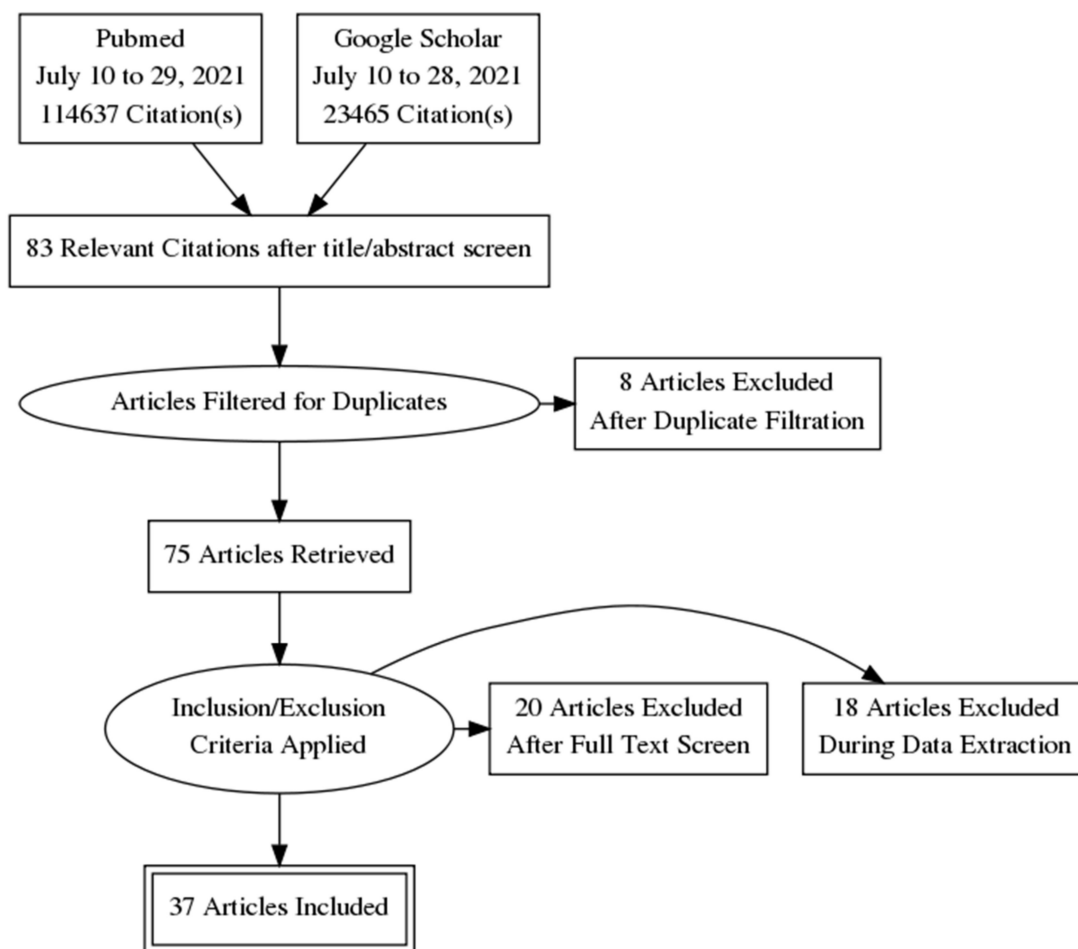 Pubmed
July 10 to 29, 2021
114637 Citation(s)
Google Scholar
July 10 to 28, 2021
23465 Citation(s)
83 Relevant Citations after title/abstract screen
Articles Filtered for Duplicates
8 Articles Excluded
After Duplicate Filtration
75 Articles Retrieved
Inclusion/Exclusion
Criteria Applied
20 Articles Excluded
After Full Text Screen
18 Articles Excluded
During Data Extraction
37 Articles Included